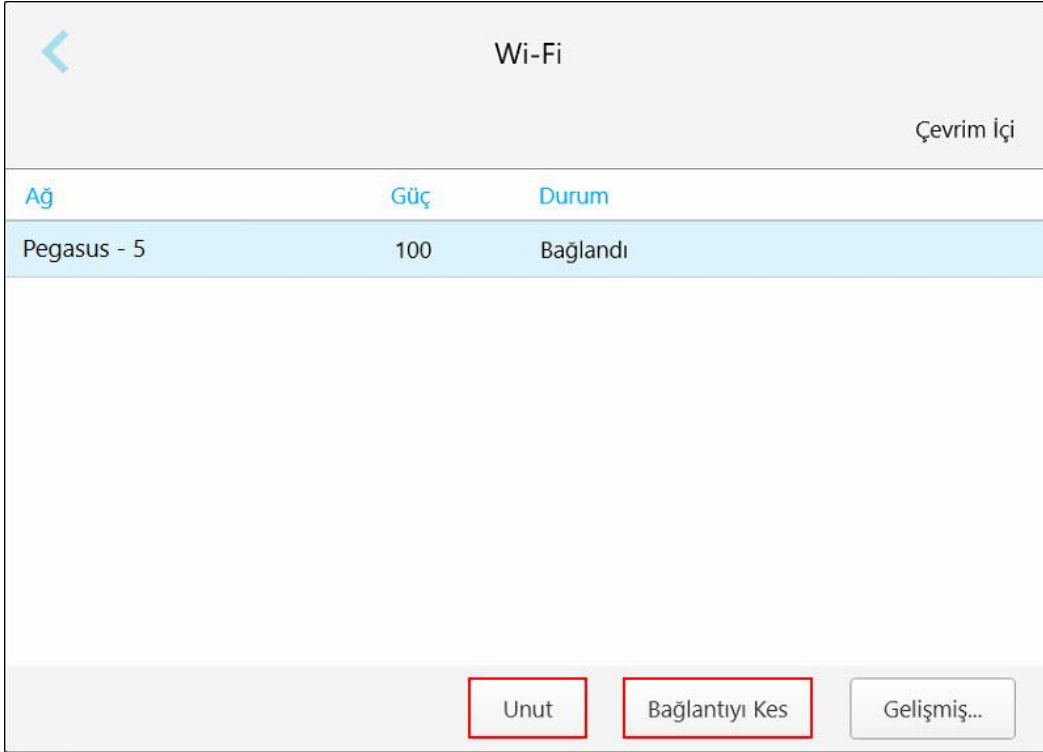 Wi-Fi
Çevrim İçi
Ağ Güç Durum
Pegasus - 5 100 Bağlandı
Unut Bağlantıyı Kes Gelişmiş...